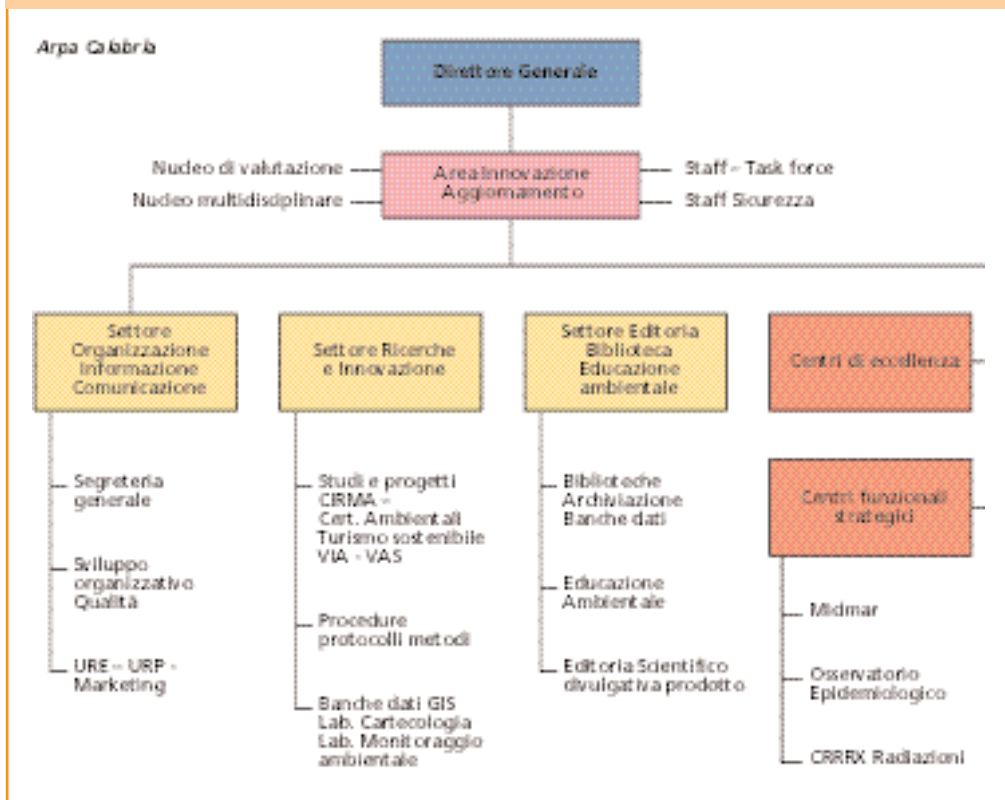 Arpa Calabria
Direttore Generale
Nucleo di valutazione
Nucleo multidisciplinare
Area Innovazione
Aggiornamento
Staff – Task force
Staff Sicurezza
Settore
Organizzazione
Informazione
Comunicazione
Segreteria
generale
Sviluppo
organizzativo
Qualità
URE – URP -
Marketing
Settore Ricerche
e Innovazione
Studi e progetti
CIRMA –
Cert. Ambientali
Turismo sostenibile
VIA - VAS
Procedure
protocolli metodi
Banche dati GIS
Lab. Cartecologia
Lab. Monitoraggio
ambientale
Settore Editoria
Biblioteca
Educazione
ambientale
Biblioteche
Archiviazione
Banche dati
Educazione
Ambientale
Editoria Scientifico
divulgativa prodotto
Centri di eccellenza
Centri funzionali
strategici
Midmar
Osservatorio
Epidemiologico
CRRRX Radiazioni